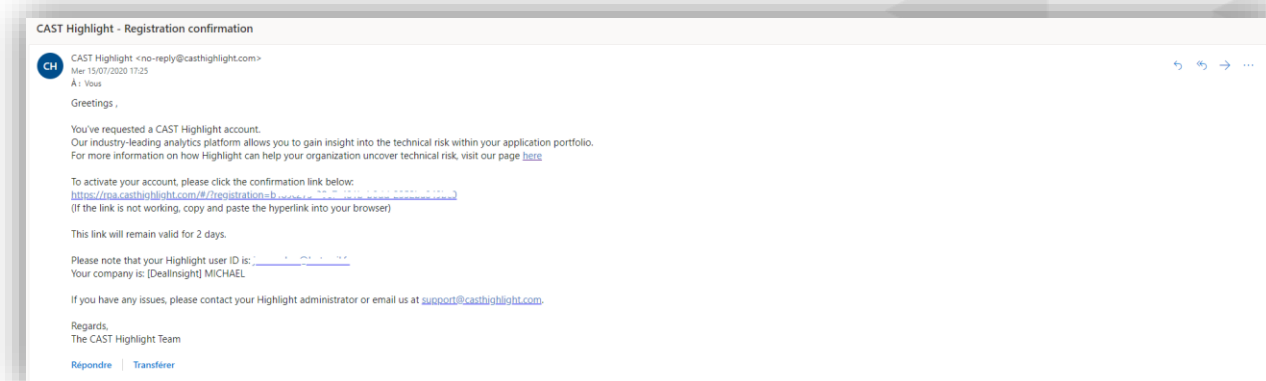 CAST Highlight - Registration confirmation
CH
CAST Highlight <no-reply@casthighlight.com>
Mer 15/07/2020 17:25
À : Vous
Greetings ,
You've requested a CAST Highlight account.
Our industry-leading analytics platform allows you to gain insight into the technical risk within your application portfolio.
For more information on how Highlight can help your organization uncover technical risk, visit our page here
To activate your account, please click the confirmation link below:
https://rpa.casthighlight.com/#/?registration=
(If the link is not working, copy and paste the hyperlink into your browser)
This link will remain valid for 2 days.
Please note that your Highlight user ID is:
Your company is: [DealInsight] MICHAEL
If you have any issues, please contact your Highlight administrator or email us at support@casthighlight.com.
Regards,
The CAST Highlight Team
Répondre Transférer